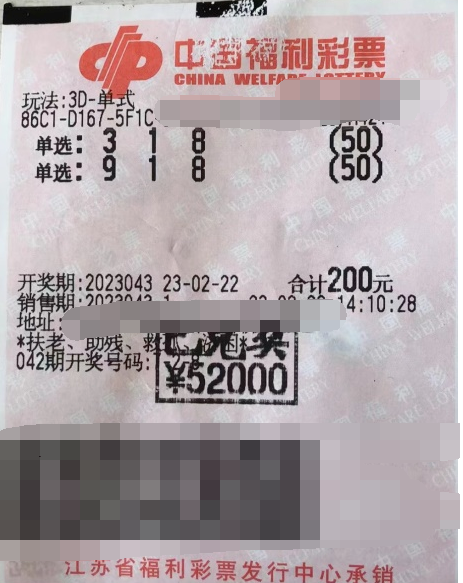 中国福利彩票
CHINA WELFARE LOTTERY
玩法:3D-单式
86C1-D167-5F1C
单选: 3 1 8 (50)
单选: 9 1 8 (50)
开奖期:2023043 23-02-22 合计200元
销售期:2023043 14:10:28
地址:
*扶老、助残、救孤、
042期开奖号码:
已兑奖
¥52000
江苏省福利彩票发行中心承销